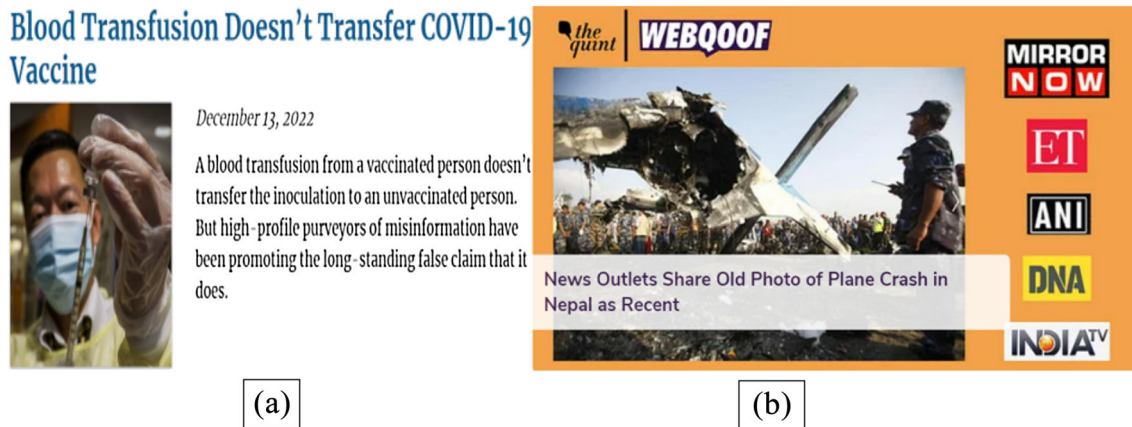 Blood Transfusion Doesn't Transfer COVID-19
Vaccine
December 13, 2022
A blood transfusion from a vaccinated person doesn't
transfer the inoculation to an unvaccinated person.
But high-profile purveyors of misinformation have
been promoting the long-standing false claim that it
does.
(a)
the
quint
WEBQOOF
MIRROR
NOW
ET
ANI
DNA
INDIA TV
News Outlets Share Old Photo of Plane Crash in
Nepal as Recent
(b)